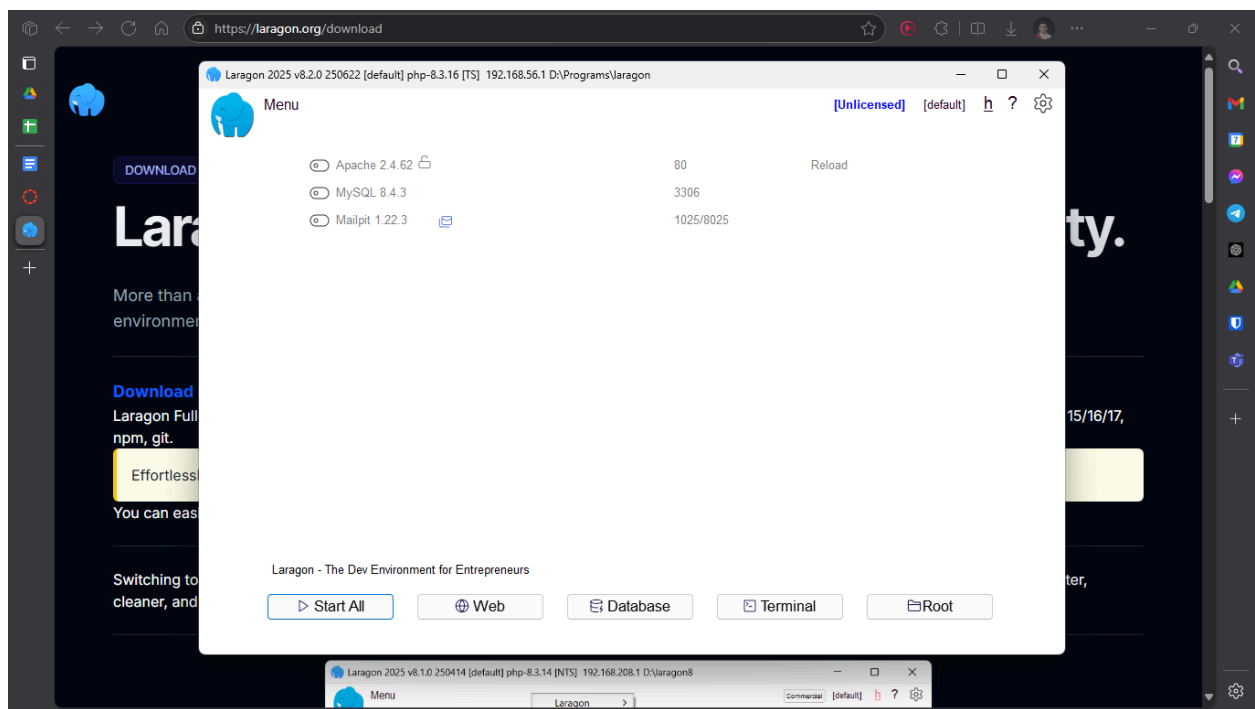 https://laragon.org/download
Laragon 2025 v8.2.0 250622 [default] php-8.3.16 [TS] 192.168.56.1 D:\Programs\laragon
Menu
[Unlicensed] [default] h ?
Apache 2.4.62 80 Reload
MySQL 8.4.3 3306
Mailpit 1.22.3 1025/8025
DOWNLOAD
Lara
ty.
More than
environmen
Download
Laragon Full
15/16/17,
npm, git.
Effortless
You can eas
Laragon - The Dev Environment for Entrepreneurs
Switching to
ter,
cleaner, and
Start All Web Database Terminal Root
Laragon 2025 v8.1.0 250414 [default] php-8.3.14 [NTS] 192.168.208.1 D:\laragon8
Menu
Commercial [default] h ?
Laragon >
7